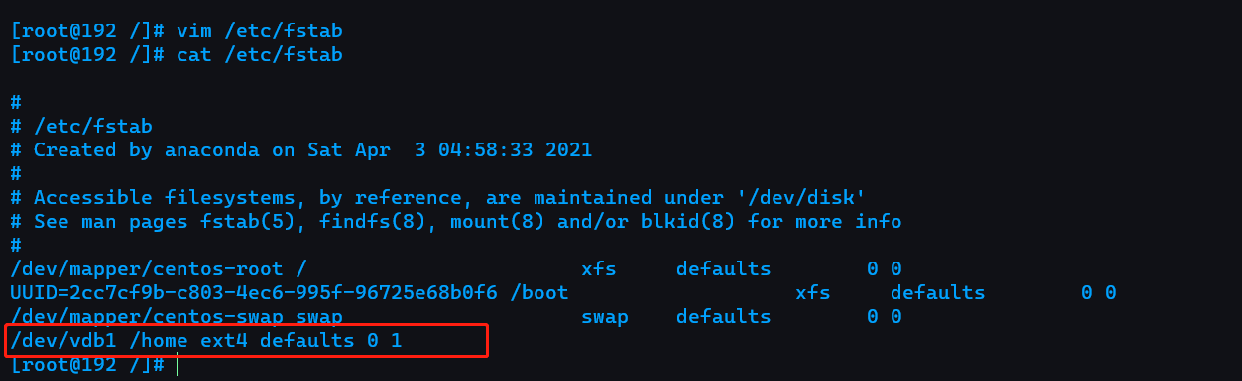 [root@192 /]# vim /etc/fstab
[root@192 /]# cat /etc/fstab
#
# /etc/fstab
# Created by anaconda on Sat Apr  3 04:58:33 2021
#
# Accessible filesystems, by reference, are maintained under '/dev/disk'
# See man pages fstab(5), findfs(8), mount(8) and/or blkid(8) for more info
#
/dev/mapper/centos-root /                       xfs     defaults        0 0
UUID=2cc7cf9b-c803-4ec6-995f-96725e68b0f6 /boot                   xfs     defaults        0 0
/dev/mapper/centos-swap swap                    swap    defaults        0 0
/dev/vdb1 /home ext4 defaults 0 1
[root@192 /]#